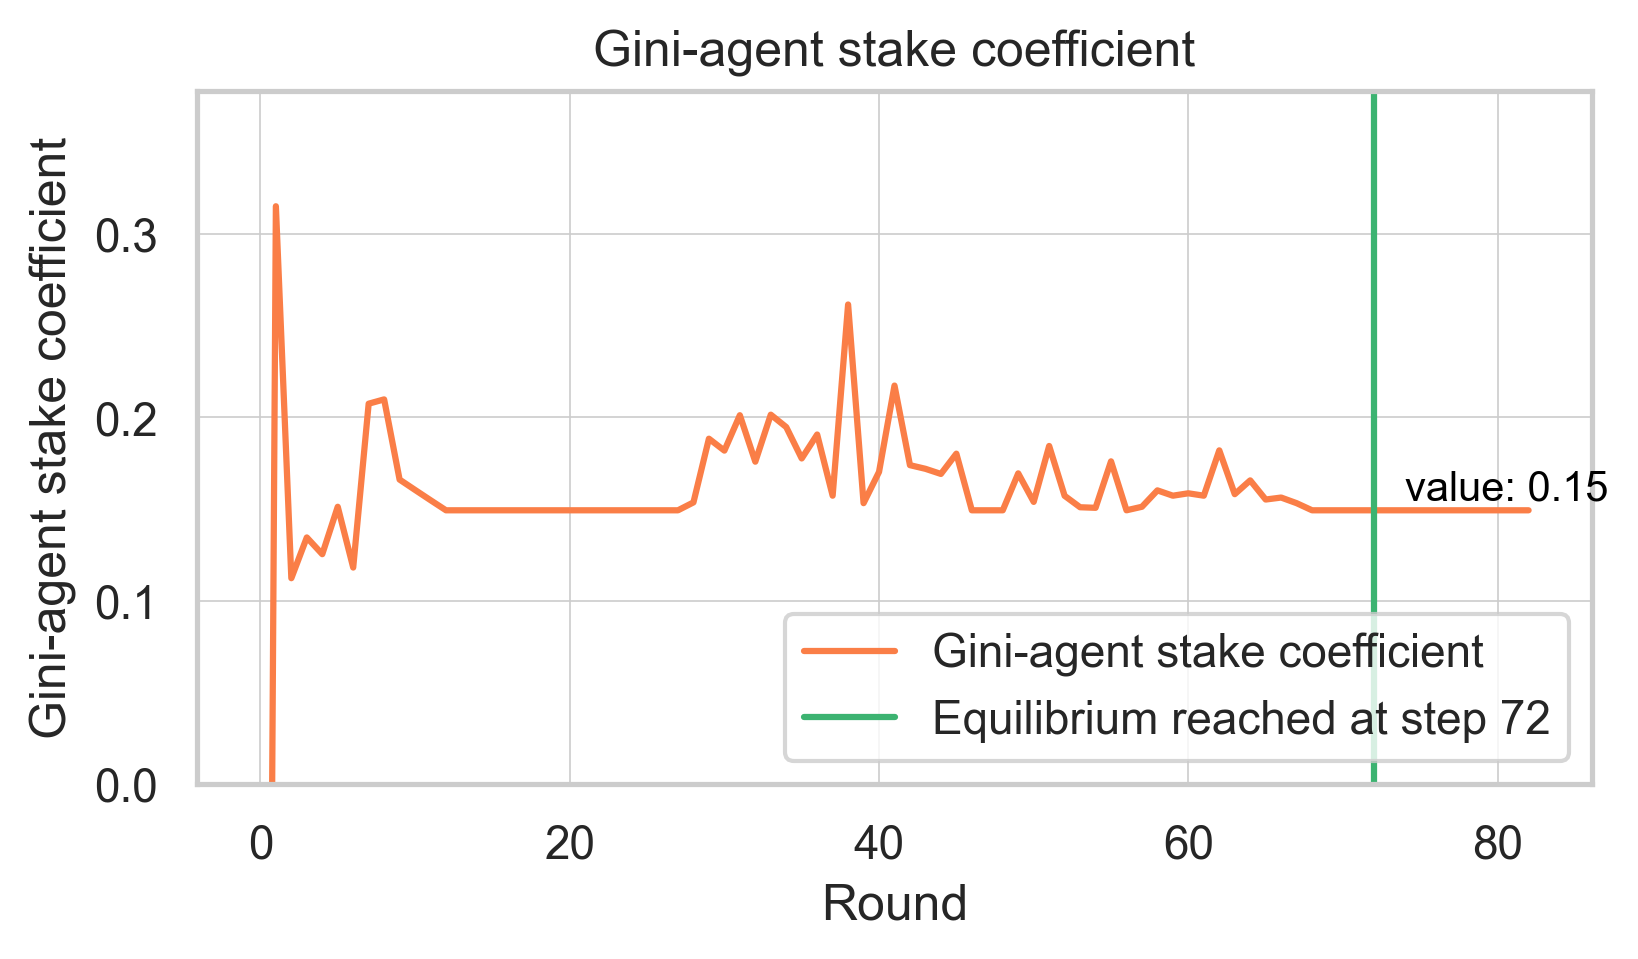 Gini-agent stake coefficient
Gini-agent stake coefficient
0.3
0.2
0.1
0.0
value: 0.15
Gini-agent stake coefficient
Equilibrium reached at step 72
0 20 40 60 80
Round